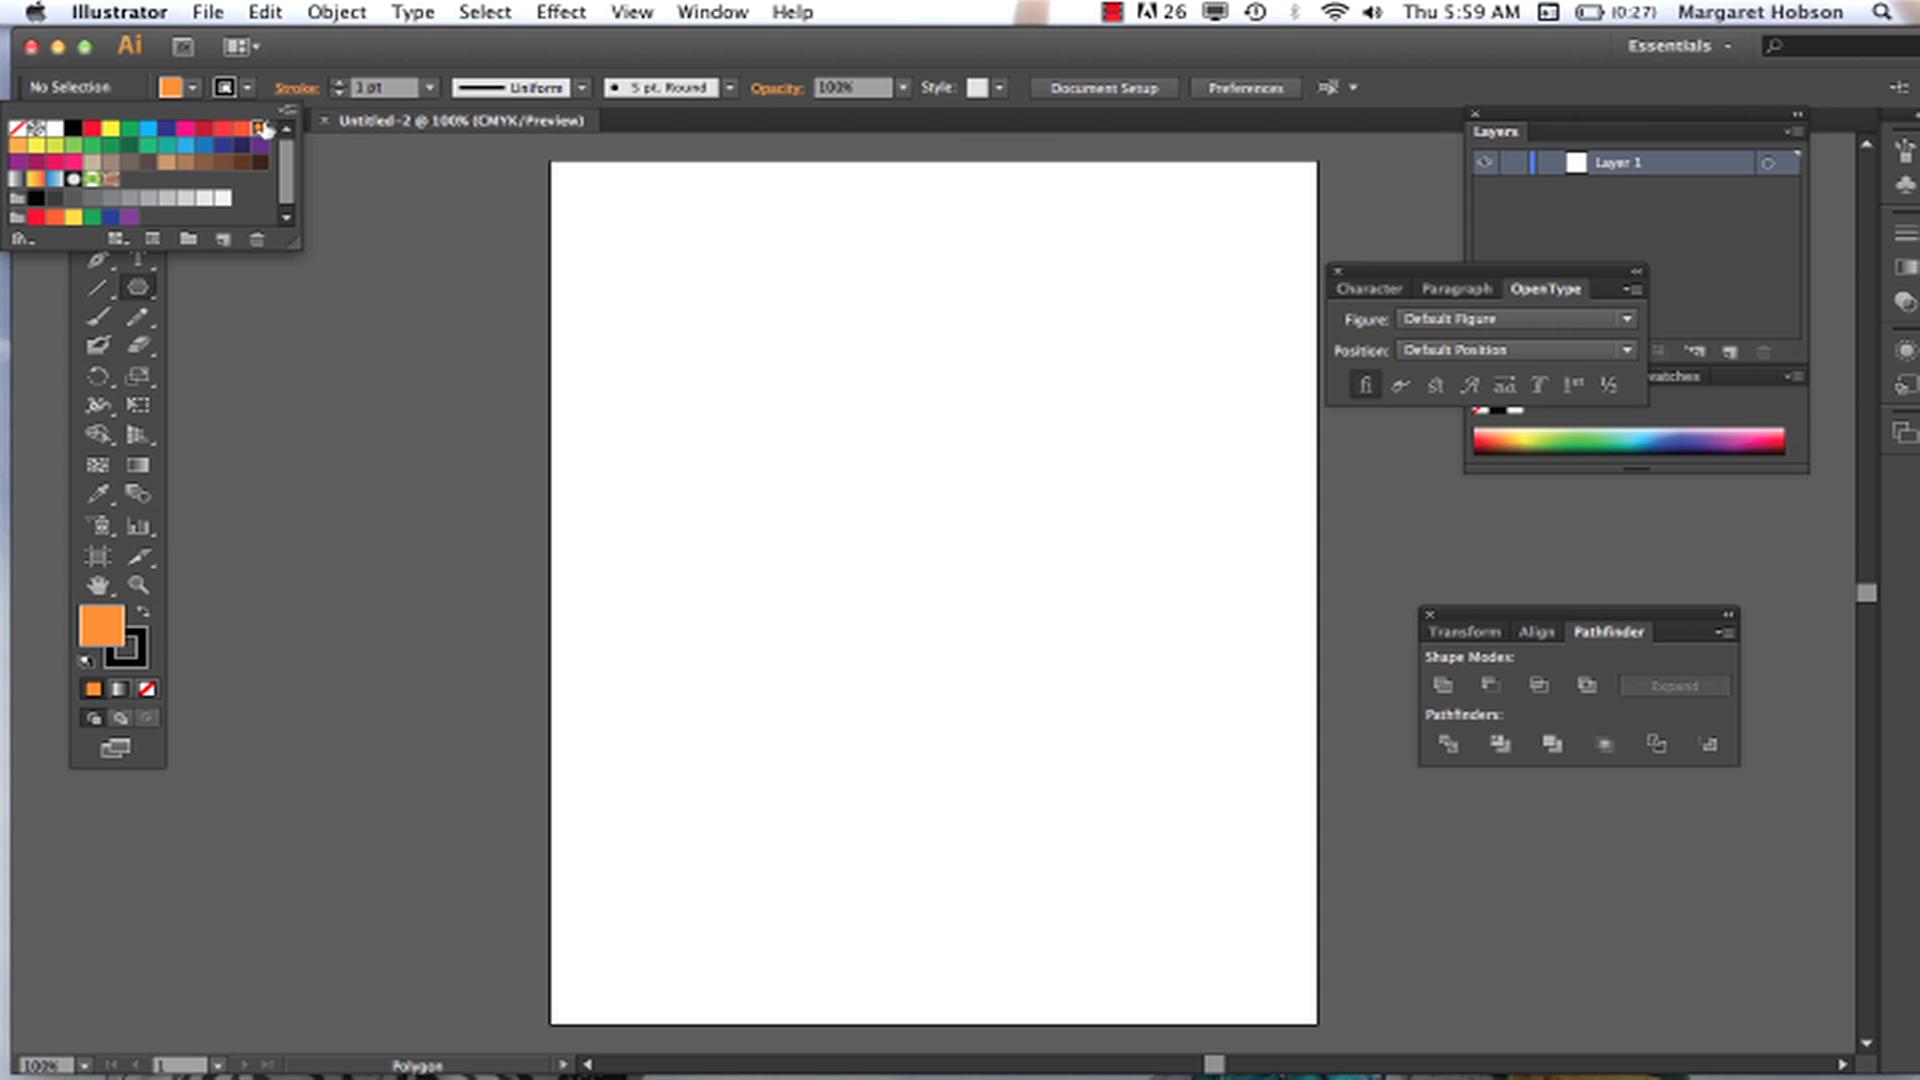 Illustrator File Edit Object Type Select Effect View Window Help 26 Thu 5:59 AM (0:27) Margaret Hobson
Ai Essentials
No Selection Stroke: 1 pt Uniform 5 pt. Round Opacity: 100% Style: Document Setup Preferences
Untitled-2 @ 100% (CMYK/Preview)
Layers
Layer 1
Character Paragraph OpenType
Figure: Default Figure
Position: Default Position
watches
Transform Align Pathfinder
Shape Modes:
Expand
Pathfinders:
100% 1 Polygon